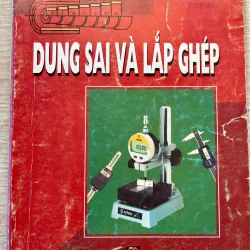 DUNG SAI VÀ LẮP GHÉP